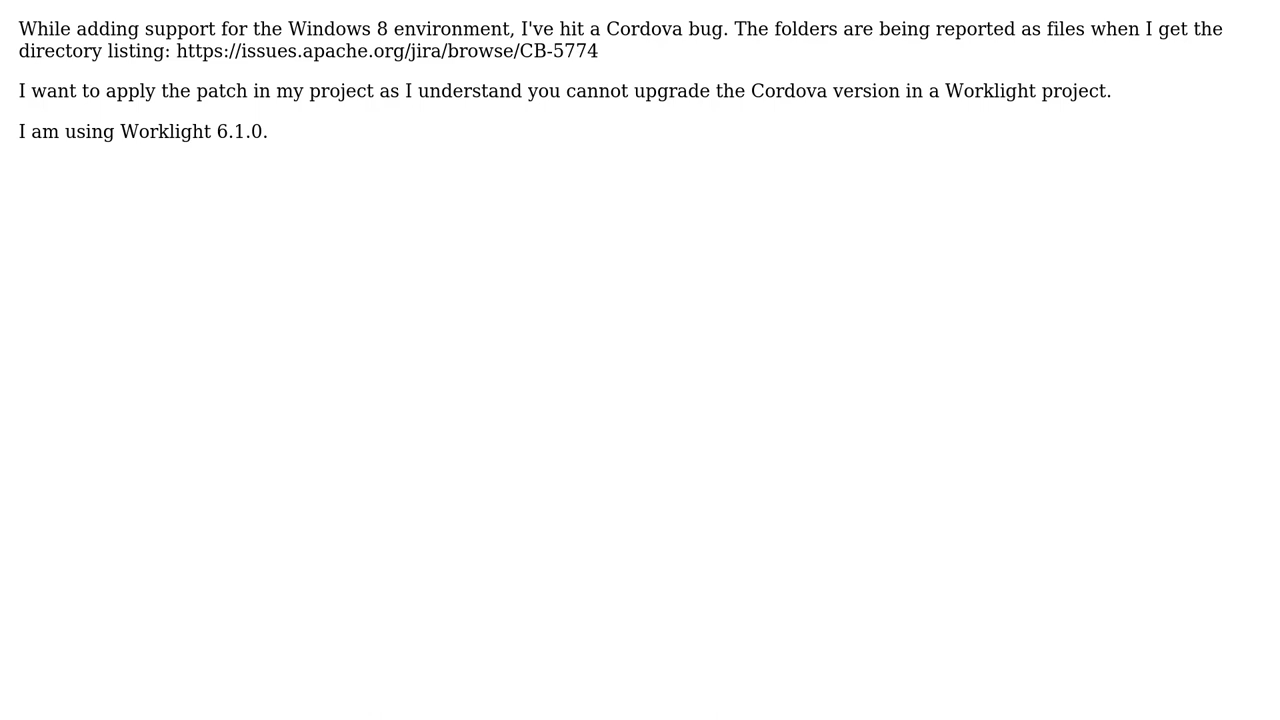 While adding support for the Windows 8 environment, I've hit a Cordova bug. The folders are being reported as files when I get the
directory listing: https://issues.apache.org/jira/browse/CB-5774
I want to apply the patch in my project as I understand you cannot upgrade the Cordova version in a Worklight project.
I am using Worklight 6.1.0.